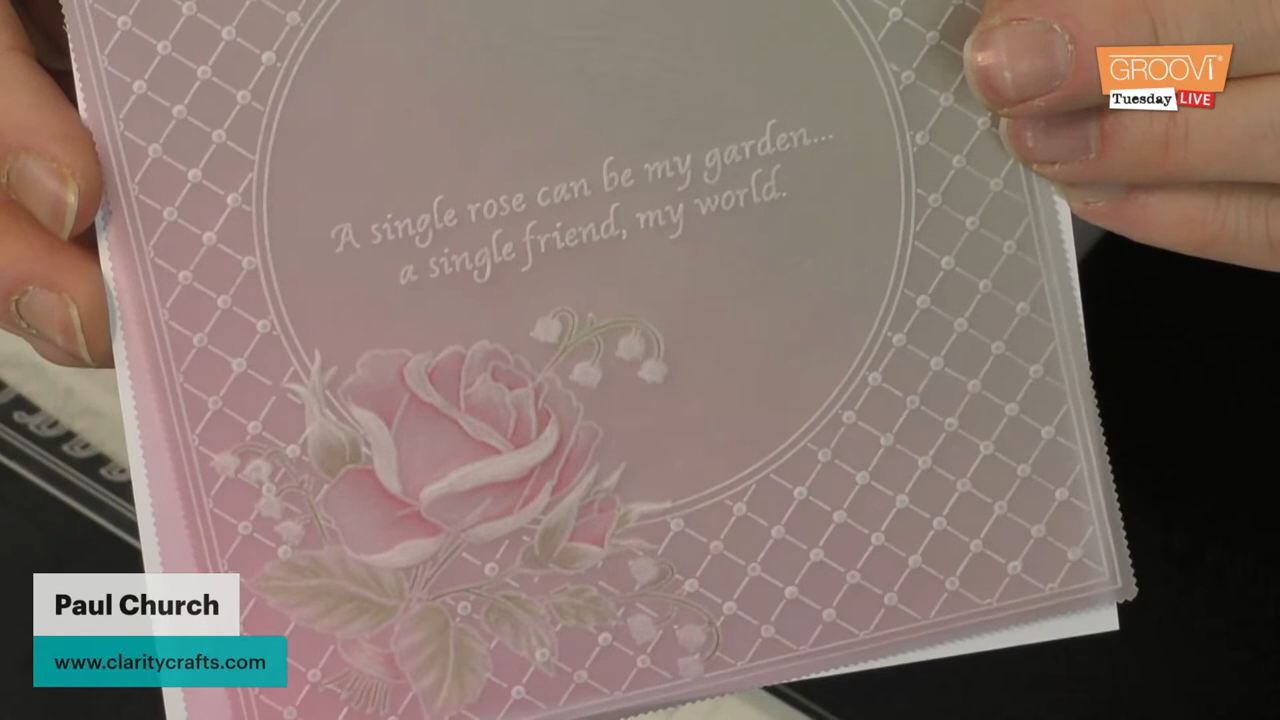 GROOVI®
Tuesday LIVE
A single rose can be my garden...
a single friend, my world.
Paul Church
www.claritycrafts.com